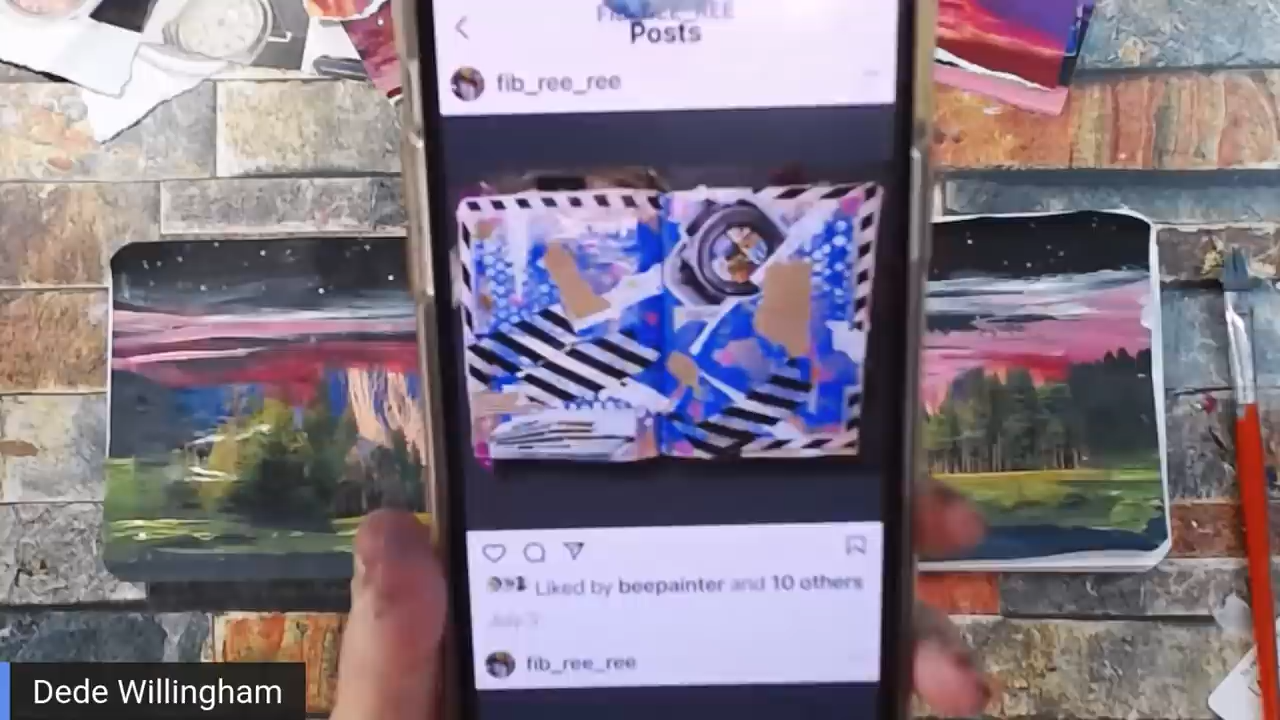 Posts
fib_ree_ree
Liked by beepainter and 10 others
fib_ree_ree
Dede Willingham